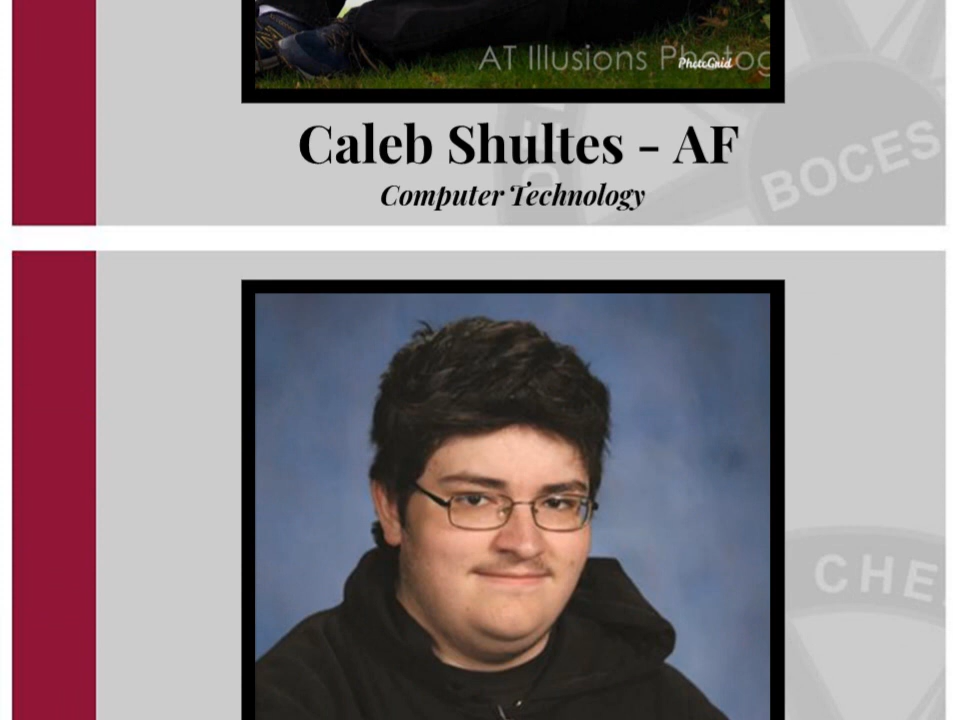 AT Illusions Photog
PhotoGrid
Caleb Shultes - AF
Computer Technology
BOCES
CHE